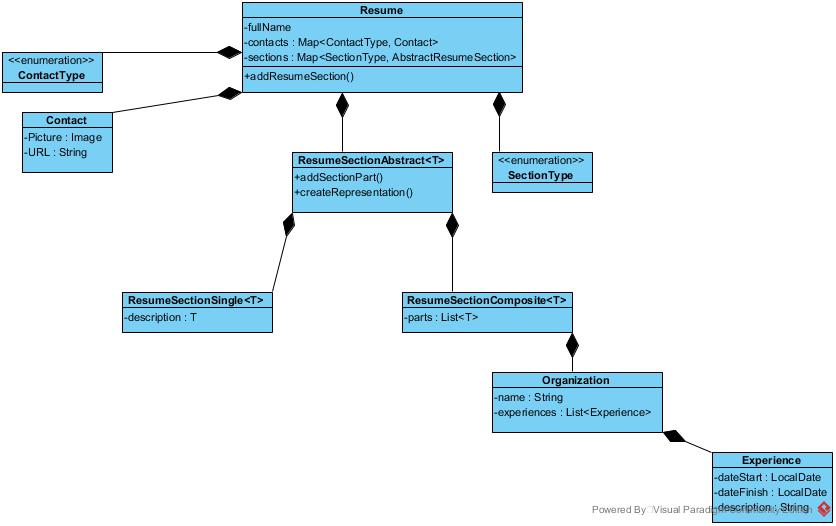 Resume
-fullName
-contacts : Map<ContactType, Contact>
-sections : Map<SectionType, AbstractResumeSection>
+addResumeSection()
<<enumeration>>
ContactType
Contact
-Picture : Image
-URL : String
ResumeSectionAbstract<T>
+addSectionPart()
+createRepresentation()
<<enumeration>>
SectionType
ResumeSectionSingle<T>
-description : T
ResumeSectionComposite<T>
-parts : List<T>
Organization
-name : String
-experiences : List<Experience>
Experience
-dateStart : LocalDate
-dateFinish : LocalDate
-description : String
Powered By Visual Paradigm Community Edition